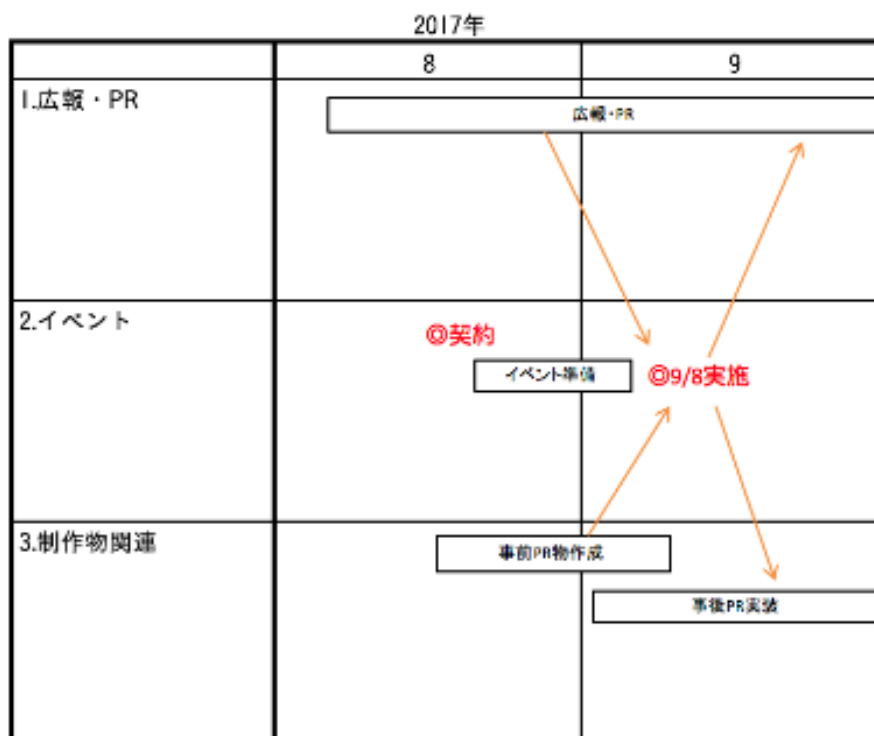 2017年
8
9
1.広報・PR
広報・PR
2.イベント
◎契約
イベント準備
◎9/8実施
3.制作物関連
事前PR物作成
事後PR実装